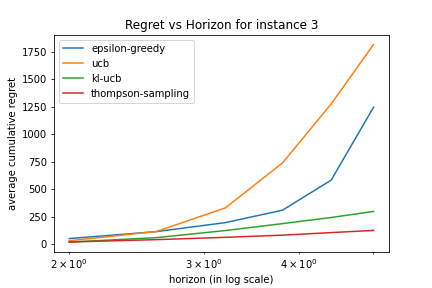 Regret vs Horizon for instance 3
epsilon-greedy
ucb
kl-ucb
thompson-sampling
average cumulative regret
1750
1500
1250
1000
750
500
250
0
2 × 10⁰
3 × 10⁰
4 × 10⁰
horizon (in log scale)